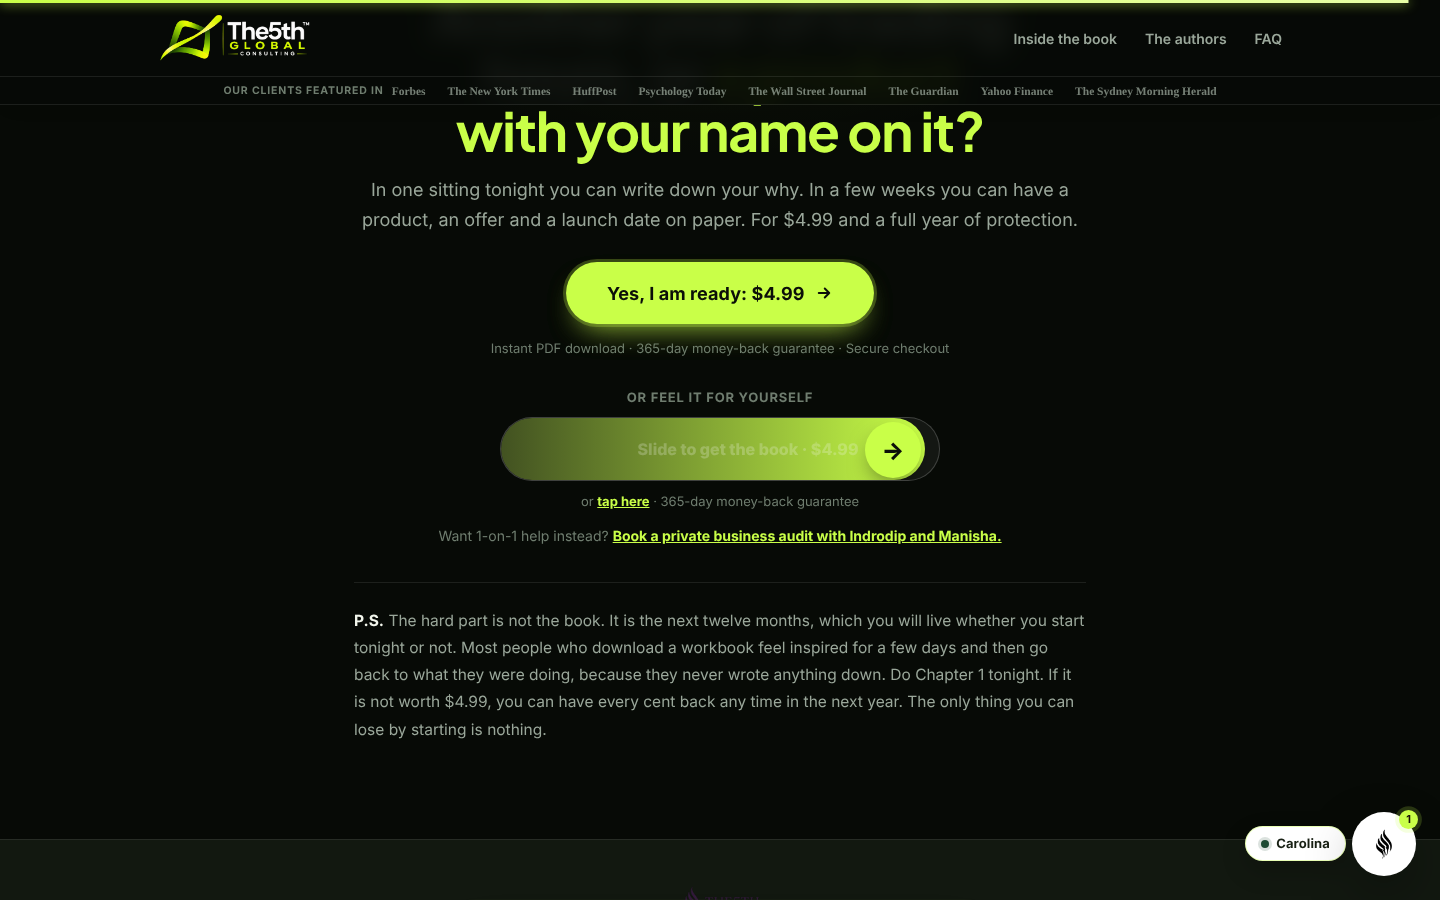 The5th™
GLOBAL
CONSULTING
Inside the book
The authors
FAQ
OUR CLIENTS FEATURED IN Forbes The New York Times HuffPost Psychology Today The Wall Street Journal The Guardian Yahoo Finance The Sydney Morning Herald
with your name on it?
In one sitting tonight you can write down your why. In a few weeks you can have a
product, an offer and a launch date on paper. For $4.99 and a full year of protection.
Yes, I am ready: $4.99 →
Instant PDF download · 365-day money-back guarantee · Secure checkout
OR FEEL IT FOR YOURSELF
Slide to get the book · $4.99
→
or tap here · 365-day money-back guarantee
Want 1-on-1 help instead? Book a private business audit with Indrodip and Manisha.
P.S. The hard part is not the book. It is the next twelve months, which you will live whether you start
tonight or not. Most people who download a workbook feel inspired for a few days and then go
back to what they were doing, because they never wrote anything down. Do Chapter 1 tonight. If it
is not worth $4.99, you can have every cent back any time in the next year. The only thing you can
lose by starting is nothing.
Carolina
1